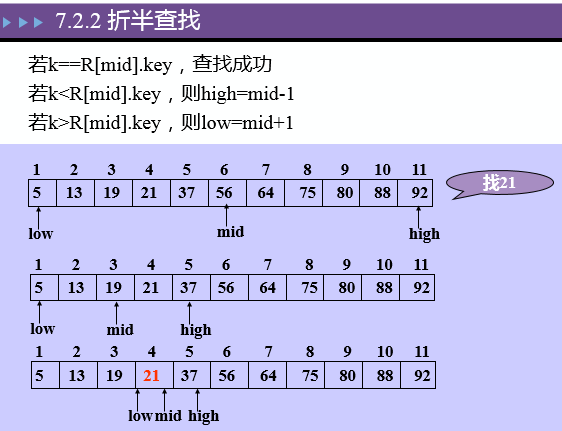 7.2.2 折半查找
若k==R[mid].key，查找成功
若k<R[mid].key，则high=mid-1
若k>R[mid].key，则low=mid+1
1 2 3 4 5 6 7 8 9 10 11
5 13 19 21 37 56 64 75 80 88 92
找21
low mid high
1 2 3 4 5 6 7 8 9 10 11
5 13 19 21 37 56 64 75 80 88 92
low mid high
1 2 3 4 5 6 7 8 9 10 11
5 13 19 21 37 56 64 75 80 88 92
low mid high